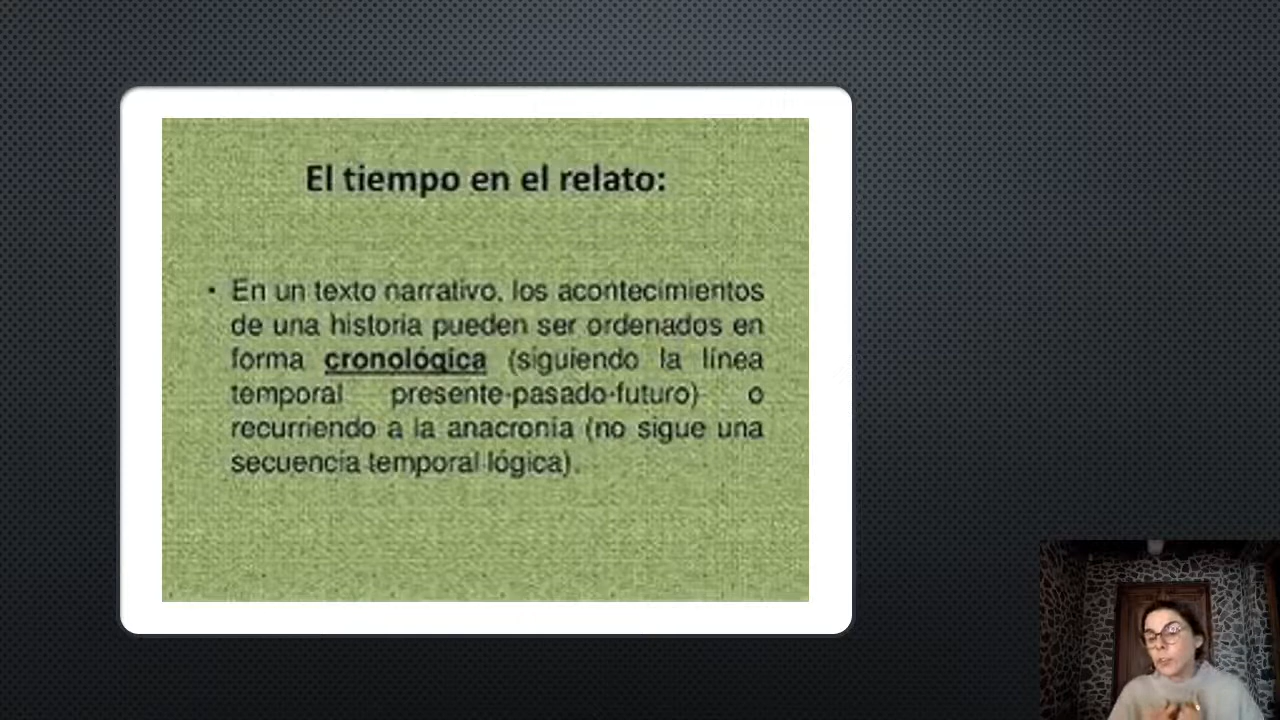 El tiempo en el relato:
• En un texto narrativo, los acontecimientos
de una historia pueden ser ordenados en
forma cronológica (siguiendo la línea
temporal presente-pasado-futuro) o
recurriendo a la anacronía (no sigue una
secuencia temporal lógica).